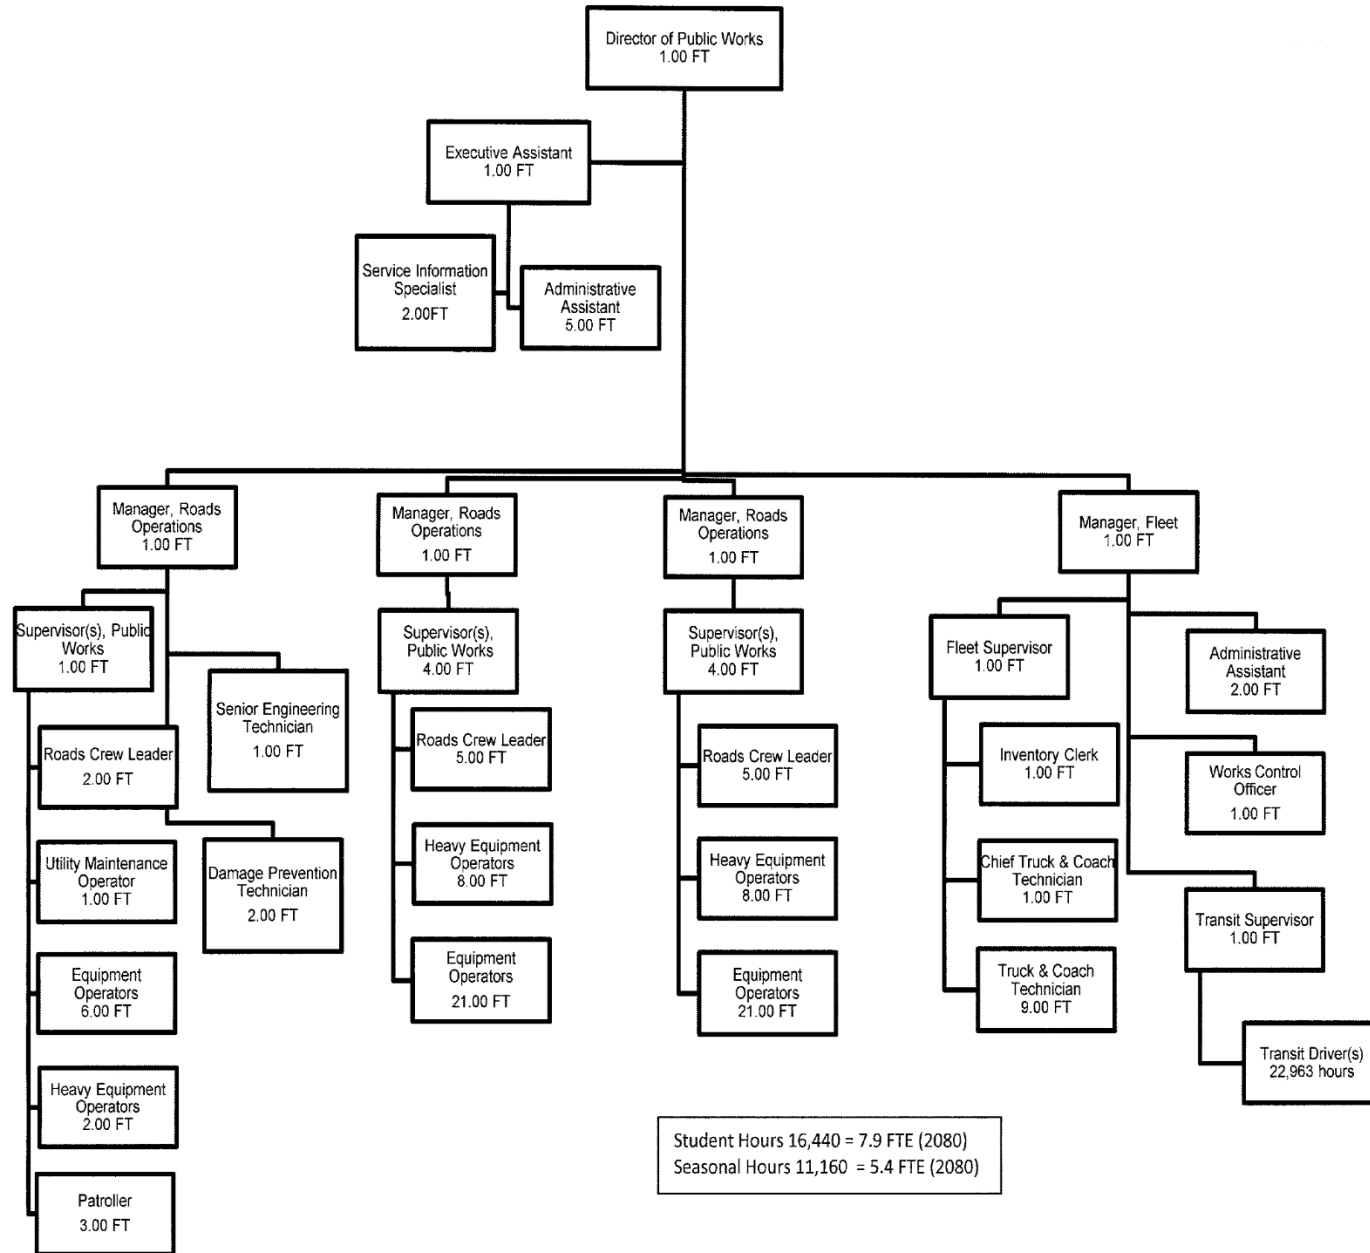 Director of Public Works
1.00 FT
Executive Assistant
1.00 FT
Service Information
Specialist
2.00FT
Administrative
Assistant
5.00 FT
Manager, Roads
Operations
1.00 FT
Supervisor(s), Public
Works
1.00 FT
Senior Engineering
Technician
1.00 FT
Roads Crew Leader
2.00 FT
Damage Prevention
Technician
2.00 FT
Utility Maintenance
Operator
1.00 FT
Equipment
Operators
6.00 FT
Heavy Equipment
Operators
2.00 FT
Patroller
3.00 FT
Manager, Roads
Operations
1.00 FT
Supervisor(s),
Public Works
4.00 FT
Roads Crew Leader
5.00 FT
Heavy Equipment
Operators
8.00 FT
Equipment
Operators
21.00 FT
Manager, Roads
Operations
1.00 FT
Supervisor(s),
Public Works
4.00 FT
Roads Crew Leader
5.00 FT
Heavy Equipment
Operators
8.00 FT
Equipment
Operators
21.00 FT
Manager, Fleet
1.00 FT
Fleet Supervisor
1.00 FT
Inventory Clerk
1.00 FT
Chief Truck & Coach
Technician
1.00 FT
Truck & Coach
Technician
9.00 FT
Administrative
Assistant
2.00 FT
Works Control
Officer
1.00 FT
Transit Supervisor
1.00 FT
Transit Driver(s)
22,963 hours
Student Hours 16,440 = 7.9 FTE (2080)
Seasonal Hours 11,160 = 5.4 FTE (2080)